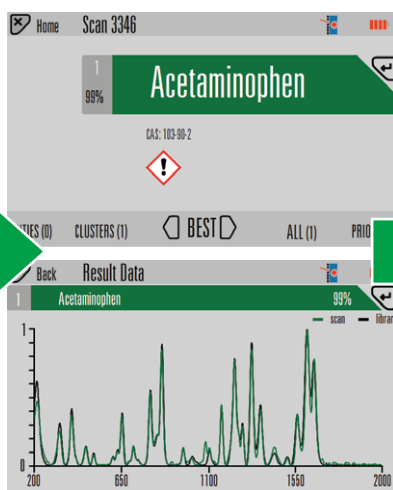 Home Scan 3346
1
99% Acetaminophen
CAS: 103-90-2
CLUSTERS (1) BEST ALL (1)
Back Result Data
1 Acetaminophen 99%
scan
1
0
200 650 1100 1550 2000